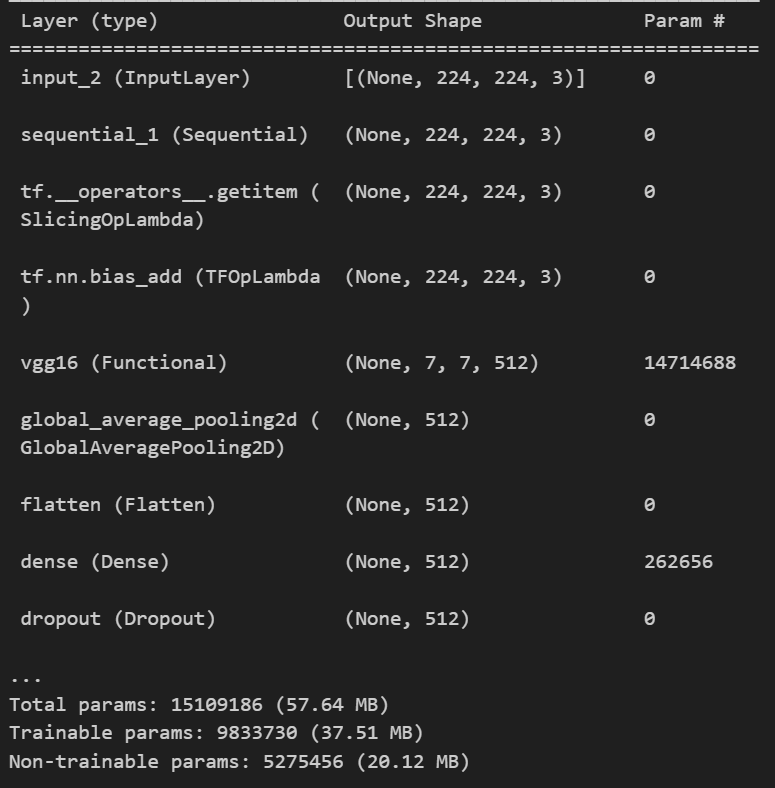 Layer (type) Output Shape Param #
=================================================================
input_2 (InputLayer) [(None, 224, 224, 3)] 0
sequential_1 (Sequential) (None, 224, 224, 3) 0
tf.__operators__.getitem ( (None, 224, 224, 3) 0
SlicingOpLambda)
tf.nn.bias_add (TFOpLambda (None, 224, 224, 3) 0
)
vgg16 (Functional) (None, 7, 7, 512) 14714688
global_average_pooling2d ( (None, 512) 0
GlobalAveragePooling2D)
flatten (Flatten) (None, 512) 0
dense (Dense) (None, 512) 262656
dropout (Dropout) (None, 512) 0
...
Total params: 15109186 (57.64 MB)
Trainable params: 9833730 (37.51 MB)
Non-trainable params: 5275456 (20.12 MB)